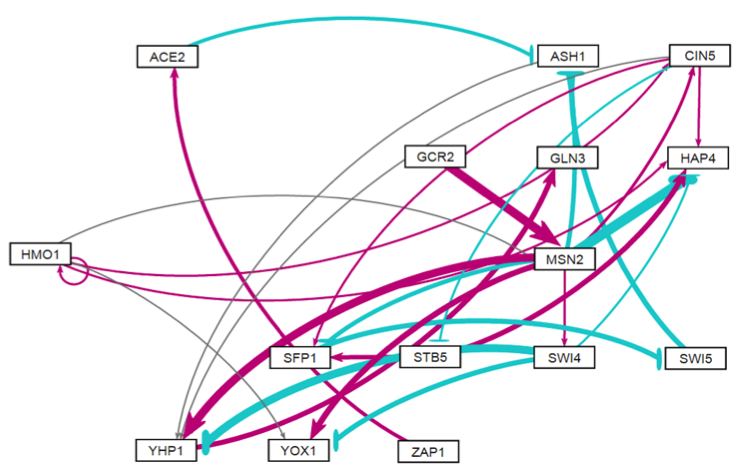 ACE2
ASH1
CIN5
GCR2
GLN3
HAP4
HMO1
MSN2
SFP1
STB5
SWI4
SWI5
YHP1
YOX1
ZAP1